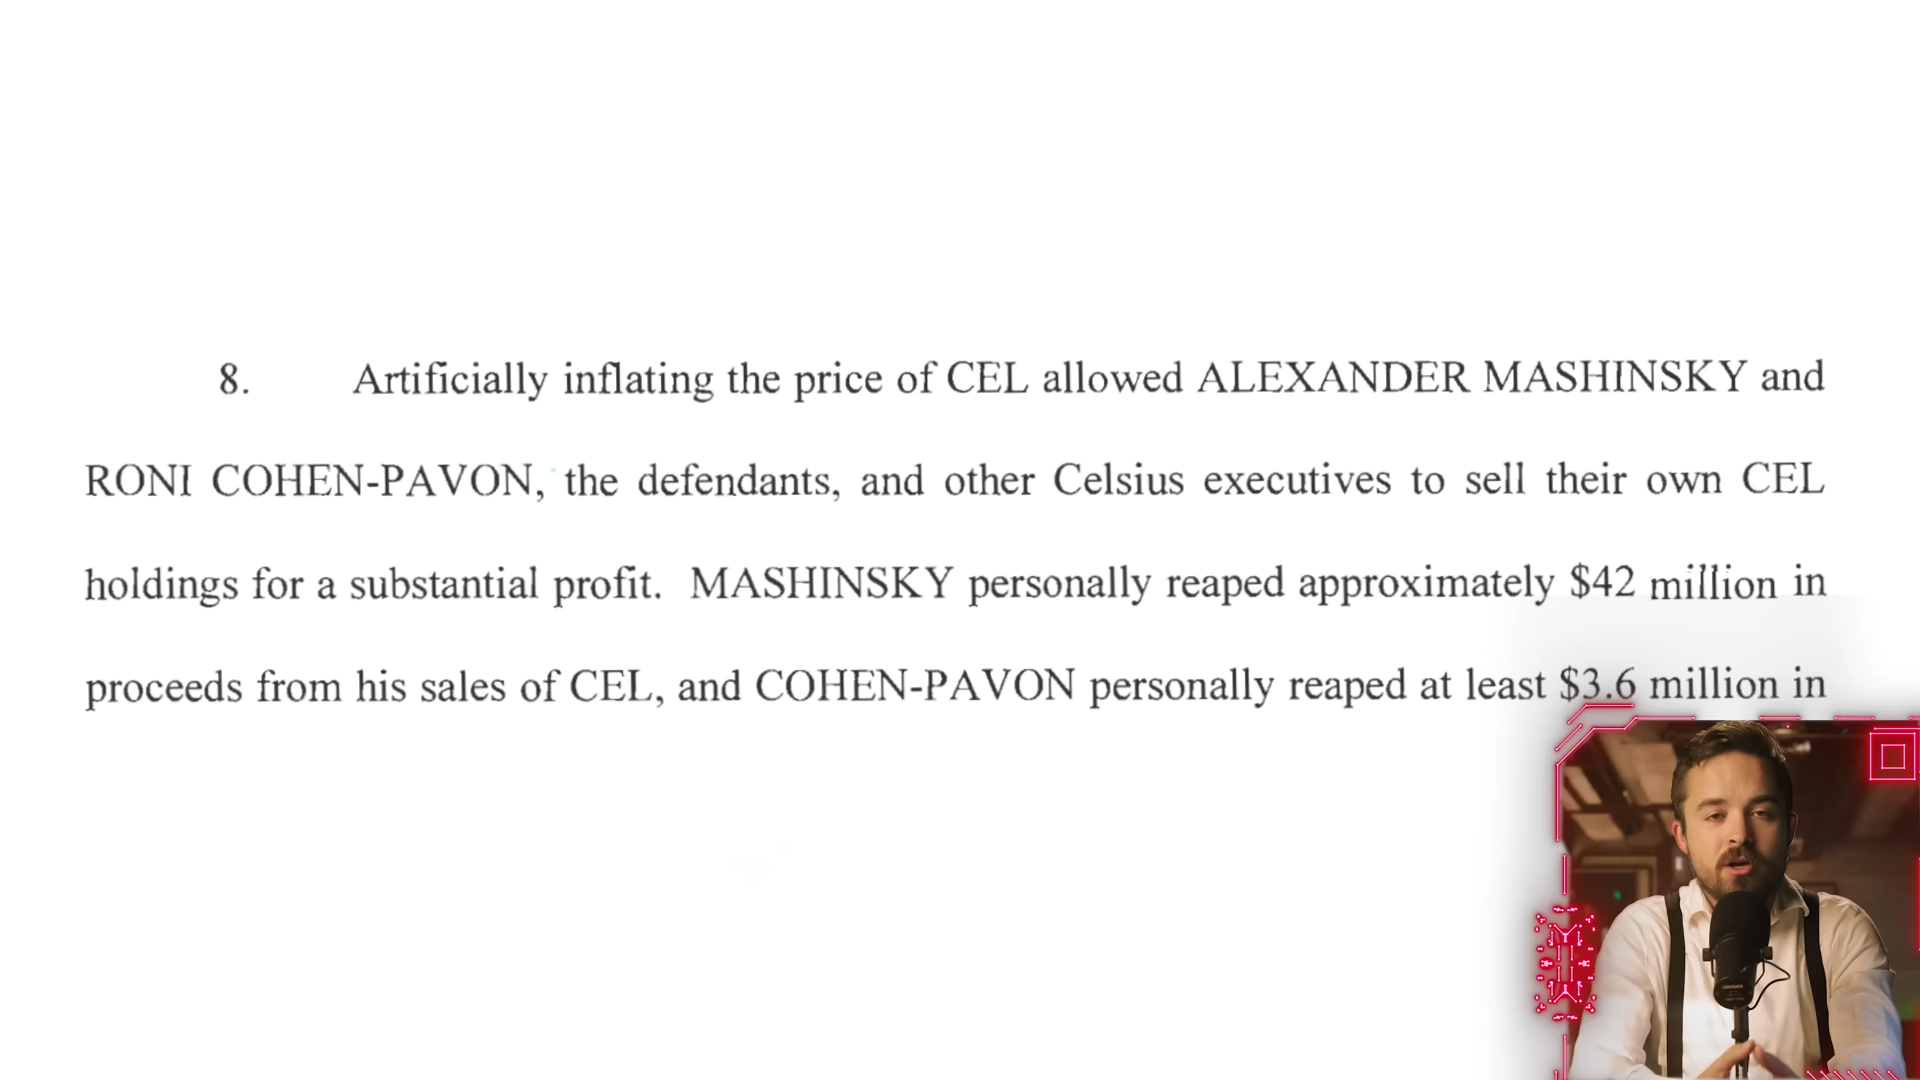 8. Artificially inflating the price of CEL allowed ALEXANDER MASHINSKY and
RONI COHEN-PAVON, the defendants, and other Celsius executives to sell their own CEL
holdings for a substantial profit. MASHINSKY personally reaped approximately $42 million in
proceeds from his sales of CEL, and COHEN-PAVON personally reaped at least $3.6 million in